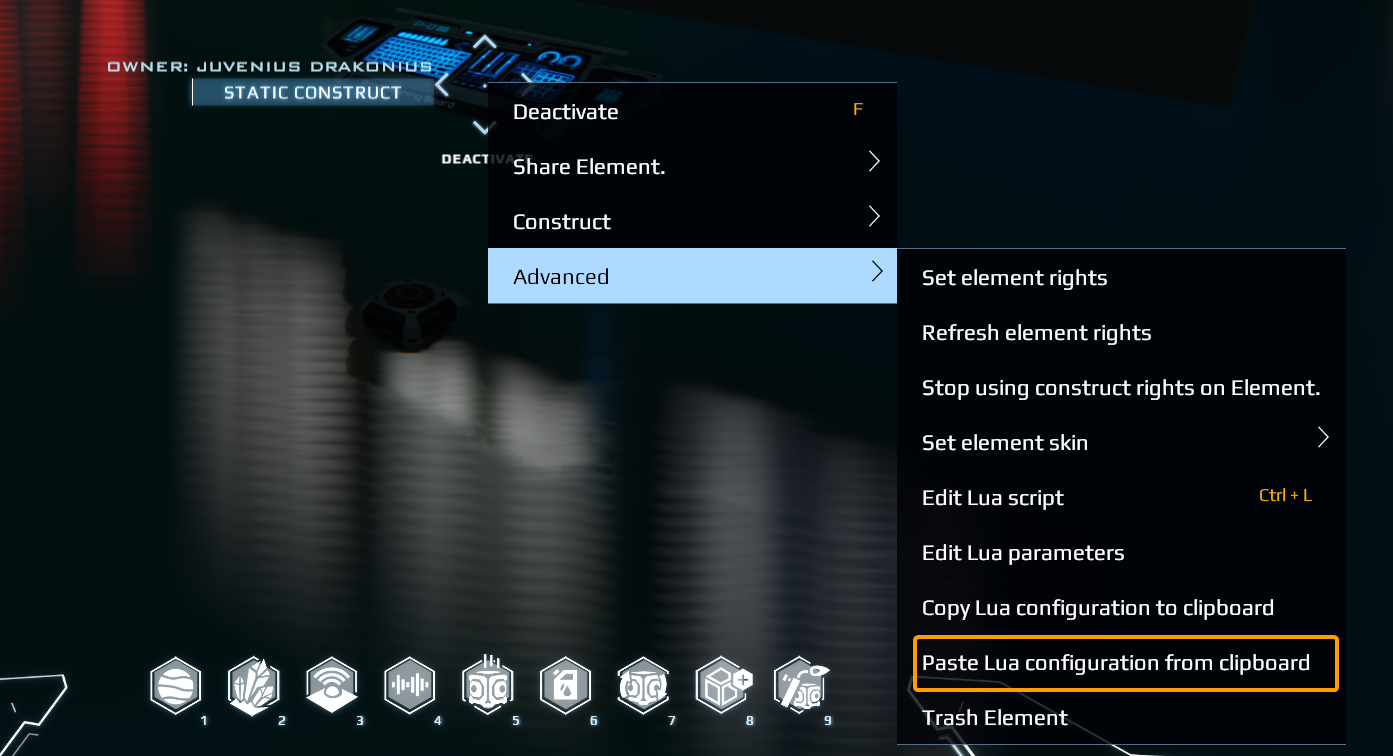 OWNER: JUVENIUS DRAKONIUS
STATIC CONSTRUCT
DEACTIVATE
Deactivate F
Share Element.
Construct
Advanced
Set element rights
Refresh element rights
Stop using construct rights on Element.
Set element skin
Edit Lua script Ctrl + L
Edit Lua parameters
Copy Lua configuration to clipboard
Paste Lua configuration from clipboard
Trash Element
1 2 3 4 5 6 7 8 9